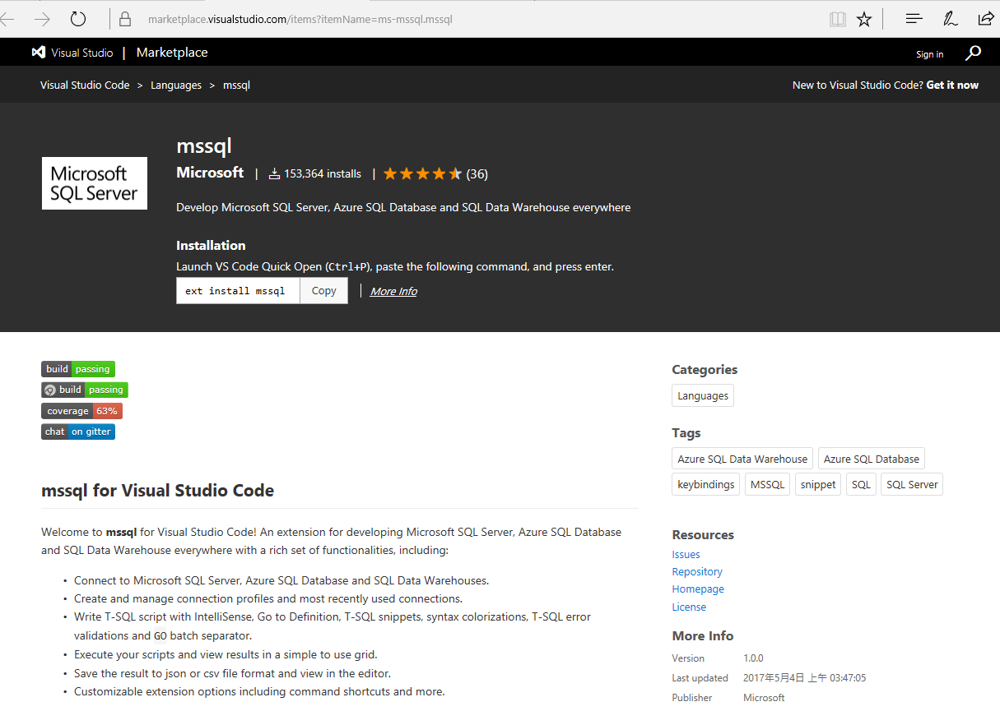 marketplace.visualstudio.com/items?itemName=ms-mssql.mssql
Visual Studio | Marketplace
Sign in
Visual Studio Code > Languages > mssql
New to Visual Studio Code? Get it now
mssql
Microsoft
SQL Server
Microsoft | 153,364 installs | (36)
Develop Microsoft SQL Server, Azure SQL Database and SQL Data Warehouse everywhere
Installation
Launch VS Code Quick Open (Ctrl+P), paste the following command, and press enter.
ext install mssql
Copy
| More Info
build passing
build passing
coverage 63%
chat on gitter
mssql for Visual Studio Code
Welcome to mssql for Visual Studio Code! An extension for developing Microsoft SQL Server, Azure SQL Database
and SQL Data Warehouse everywhere with a rich set of functionalities, including:
• Connect to Microsoft SQL Server, Azure SQL Database and SQL Data Warehouses.
• Create and manage connection profiles and most recently used connections.
• Write T-SQL script with IntelliSense, Go to Definition, T-SQL snippets, syntax colorizations, T-SQL error
validations and GO batch separator.
• Execute your scripts and view results in a simple to use grid.
• Save the result to json or csv file format and view in the editor.
• Customizable extension options including command shortcuts and more.
Categories
Languages
Tags
Azure SQL Data Warehouse
Azure SQL Database
keybindings
MSSQL
snippet
SQL
SQL Server
Resources
Issues
Repository
Homepage
License
More Info
Version 1.0.0
Last updated 2017年5月4日 上午 03:47:05
Publisher Microsoft